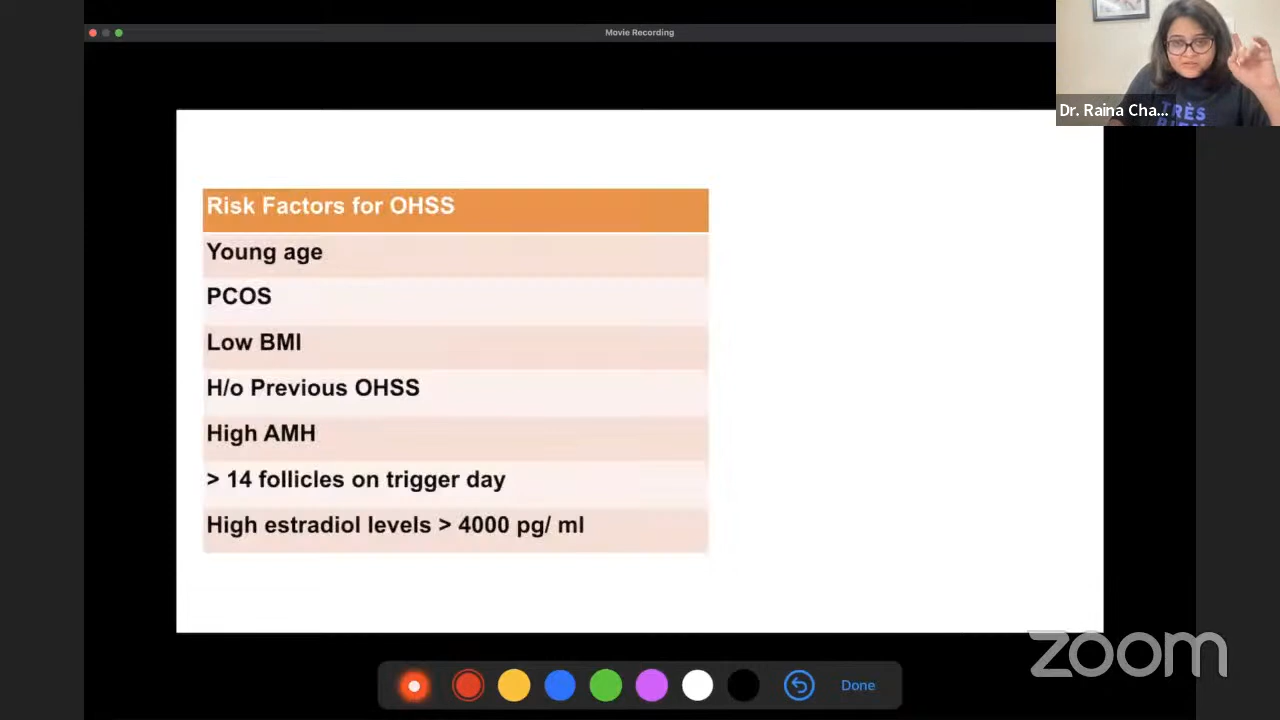 Movie Recording
Dr. Raina Cha...
TRÈS
Risk Factors for OHSS
Young age
PCOS
Low BMI
H/o Previous OHSS
High AMH
> 14 follicles on trigger day
High estradiol levels > 4000 pg/ ml
zoom
Done